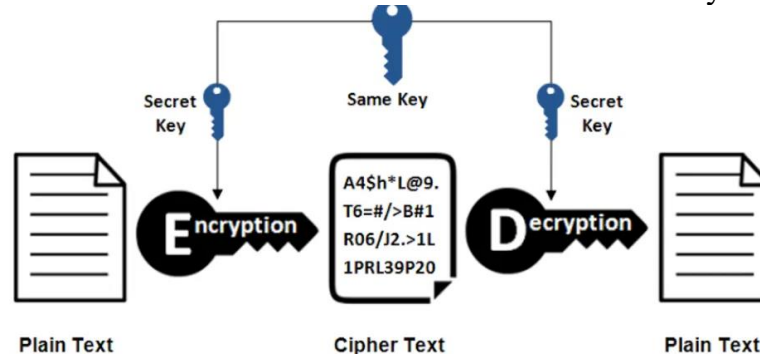 Same Key
Secret
Key
Secret
Key
Encryption
A4$h*L@9.
T6=#/>B#1
R06/J2.>1L
1PRL39P20
Decryption
Plain Text
Cipher Text
Plain Text